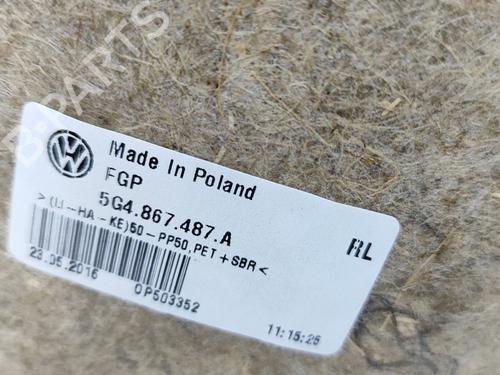 B-PARTS
Made In Poland
FGP
5G4.867.487.A
>(LI-HA-KE)50-PP50,PET+SBR<
RL
23.05.2016
0P503352
11:15:25